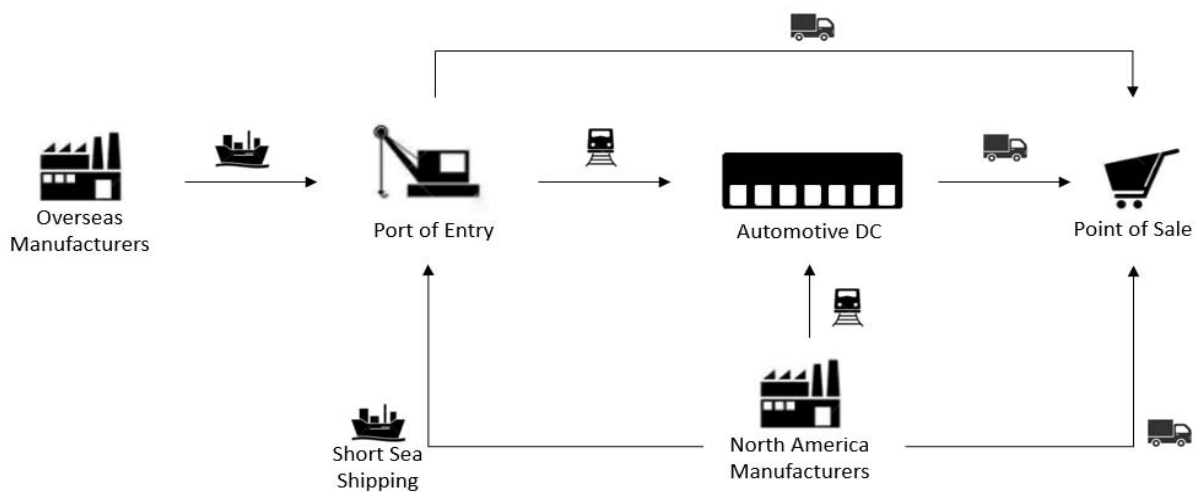 Overseas
Manufacturers
Port of Entry
Automotive DC
Point of Sale
Short Sea
Shipping
North America
Manufacturers